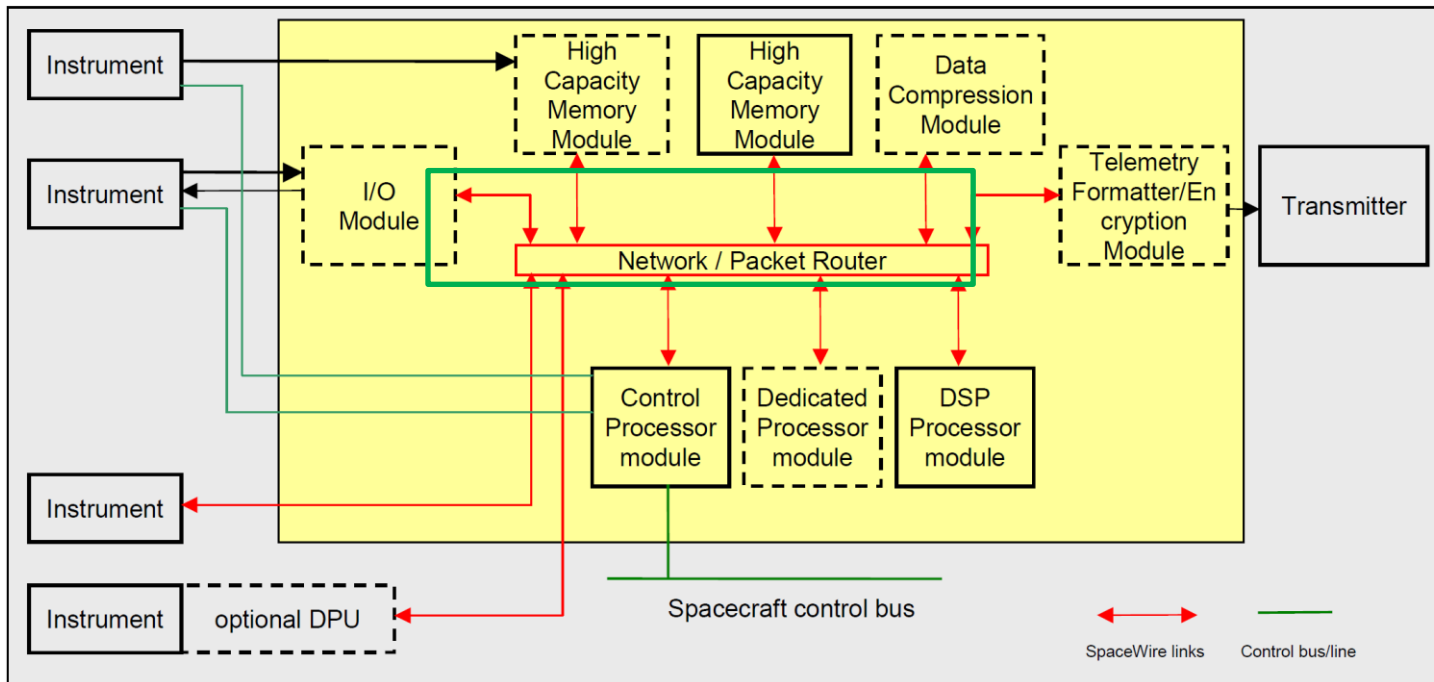 Instrument
High
Capacity
Memory
Module
High
Capacity
Memory
Module
Data
Compression
Module
Instrument
I/O
Module
Telemetry
Formatter/En
cryption
Module
Transmitter
Network / Packet Router
Control
Processor
module
Dedicated
Processor
module
DSP
Processor
module
Instrument
Instrument
optional DPU
Spacecraft control bus
SpaceWire links
Control bus/line